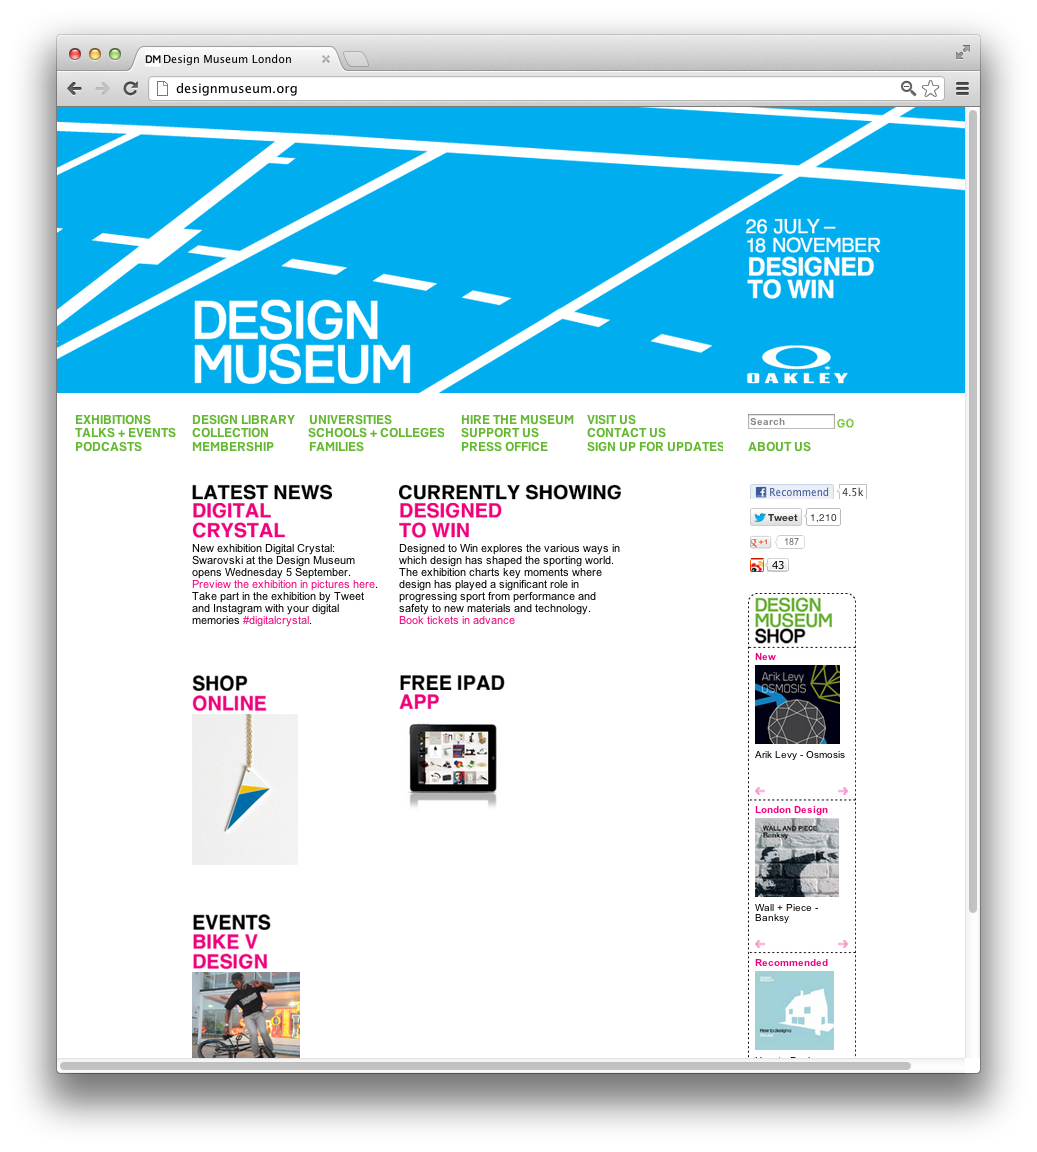 DM Design Museum London
designmuseum.org
26 JULY –
18 NOVEMBER
DESIGNED
TO WIN
DESIGN
MUSEUM
OAKLEY
EXHIBITIONS
TALKS + EVENTS
PODCASTS
DESIGN LIBRARY
COLLECTION
MEMBERSHIP
UNIVERSITIES
SCHOOLS + COLLEGES
FAMILIES
HIRE THE MUSEUM
SUPPORT US
PRESS OFFICE
VISIT US
CONTACT US
SIGN UP FOR UPDATES
Search GO
ABOUT US
LATEST NEWS
DIGITAL
CRYSTAL
New exhibition Digital Crystal:
Swarovski at the Design Museum
opens Wednesday 5 September.
Preview the exhibition in pictures here.
Take part in the exhibition by Tweet
and Instagram with your digital
memories #digitalcrystal.
CURRENTLY SHOWING
DESIGNED
TO WIN
Designed to Win explores the various ways in
which design has shaped the sporting world.
The exhibition charts key moments where
design has played a significant role in
progressing sport from performance and
safety to new materials and technology.
Book tickets in advance
Recommend 4.5k
Tweet 1,210
+1 187
43
SHOP
ONLINE
FREE IPAD
APP
EVENTS
BIKE V
DESIGN
DESIGN
MUSEUM
SHOP
New
Arik Levy
OSMOSIS
Arik Levy - Osmosis
London Design
WALL AND PIECE
Banksy
Wall + Piece -
Banksy
Recommended
How to design a